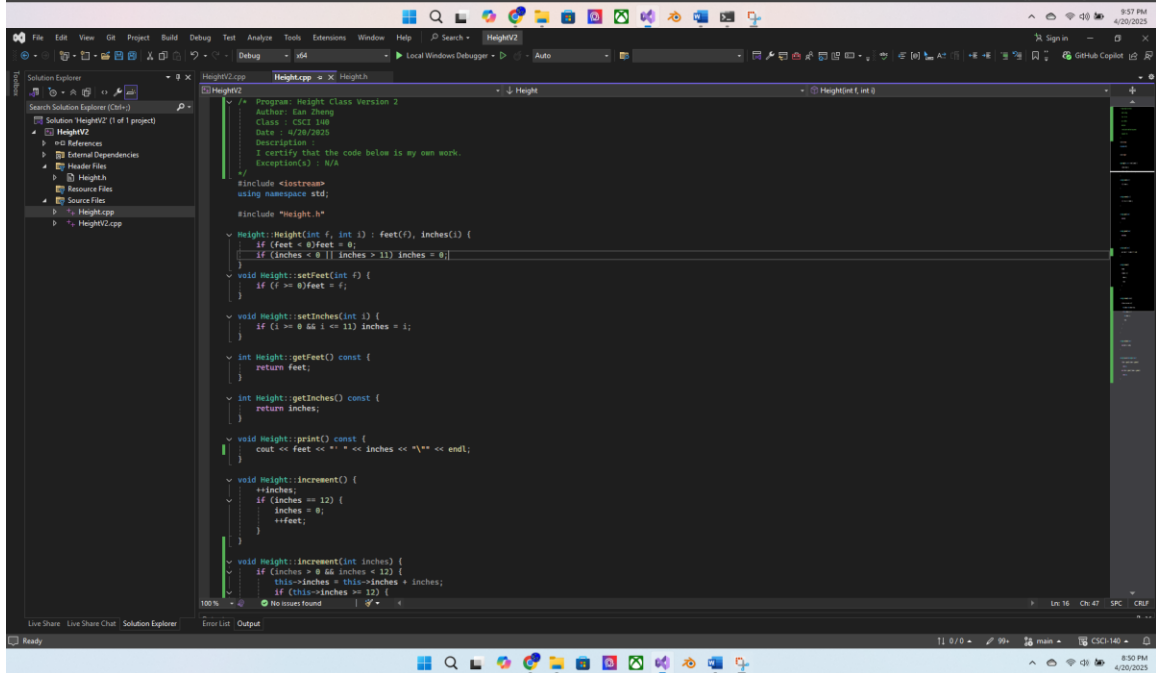 9:57 PM
4/20/2025
File Edit View Git Project Build Debug Test Analyze Tools Extensions Window Help Search HeightV2 Sign in
Debug x64 Local Windows Debugger Auto GitHub Copilot
Toolbox
Solution Explorer
Search Solution Explorer (Ctrl+;)
Solution 'HeightV2' (1 of 1 project)
HeightV2
References
External Dependencies
Header Files
Height.h
Resource Files
Source Files
Height.cpp
HeightV2.cpp
HeightV2.cpp Height.cpp Height.h
HeightV2 Height Height(int f, int i)
/* Program: Height Class Version 2
Author: Ean Zheng
Class : CSCI 140
Date : 4/20/2025
Description :
I certify that the code below is my own work.
Exception(s) : N/A
*/
#include <iostream>
using namespace std;
#include "Height.h"
Height::Height(int f, int i) : feet(f), inches(i) {
if (feet < 0)feet = 0;
if (inches < 0 || inches > 11) inches = 0;
}
void Height::setFeet(int f) {
if (f >= 0)feet = f;
}
void Height::setInches(int i) {
if (i >= 0 && i <= 11) inches = i;
}
int Height::getFeet() const {
return feet;
}
int Height::getInches() const {
return inches;
}
void Height::print() const {
cout << feet << "' " << inches << "\"" << endl;
}
void Height::increment() {
++inches;
if (inches == 12) {
inches = 0;
++feet;
}
}
void Height::increment(int inches) {
if (inches > 0 && inches < 12) {
this->inches = this->inches + inches;
if (this->inches >= 12) {
100% No issues found Ln: 16 Ch: 47 SPC CRLF
Live Share Live Share Chat Solution Explorer Error List Output
Ready 0 / 0 99+ main CSCI-140
8:50 PM
4/20/2025